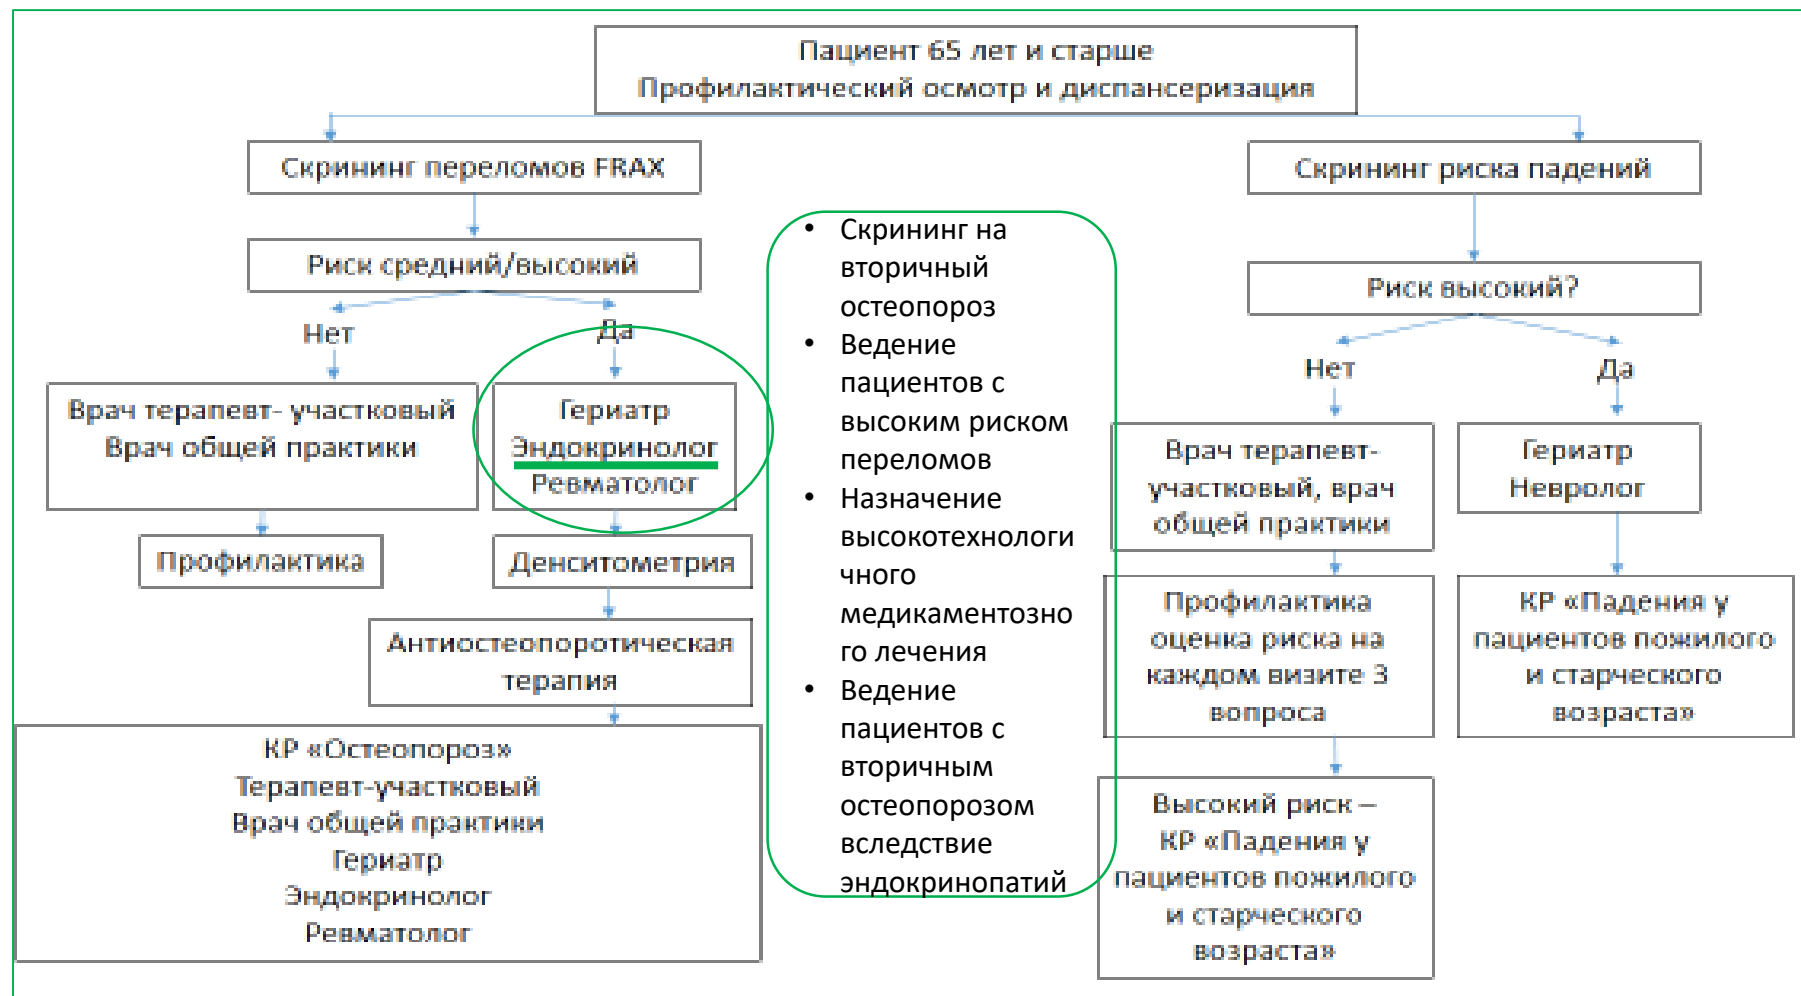 Пациент 65 лет и старше
Профилактический осмотр и диспансеризация
Скрининг переломов FRAX
Риск средний/высокий
Нет
Да
Врач терапевт- участковый
Врач общей практики
Гериатр
Эндокринолог
Ревматолог
Профилактика
Денситометрия
Антиостеопоротическая
терапия
КР «Остеопороз»
Терапевт-участковый
Врач общей практики
Гериатр
Эндокринолог
Ревматолог
• Скрининг на
вторичный
остеопороз
• Ведение
пациентов с
высоким риском
переломов
• Назначение
высокотехнологи
чного
медикаментозно
го лечения
• Ведение
пациентов с
вторичным
остеопорозом
вследствие
эндокринопатий
Скрининг риска падений
Риск высокий?
Нет
Да
Врач терапевт-
участковый, врач
общей практики
Гериатр
Невролог
Профилактика
оценка риска на
каждом визите 3
вопроса
КР «Падения у
пациентов пожилого
и старческого
возраста»
Высокий риск –
КР «Падения у
пациентов пожилого
и старческого
возраста»